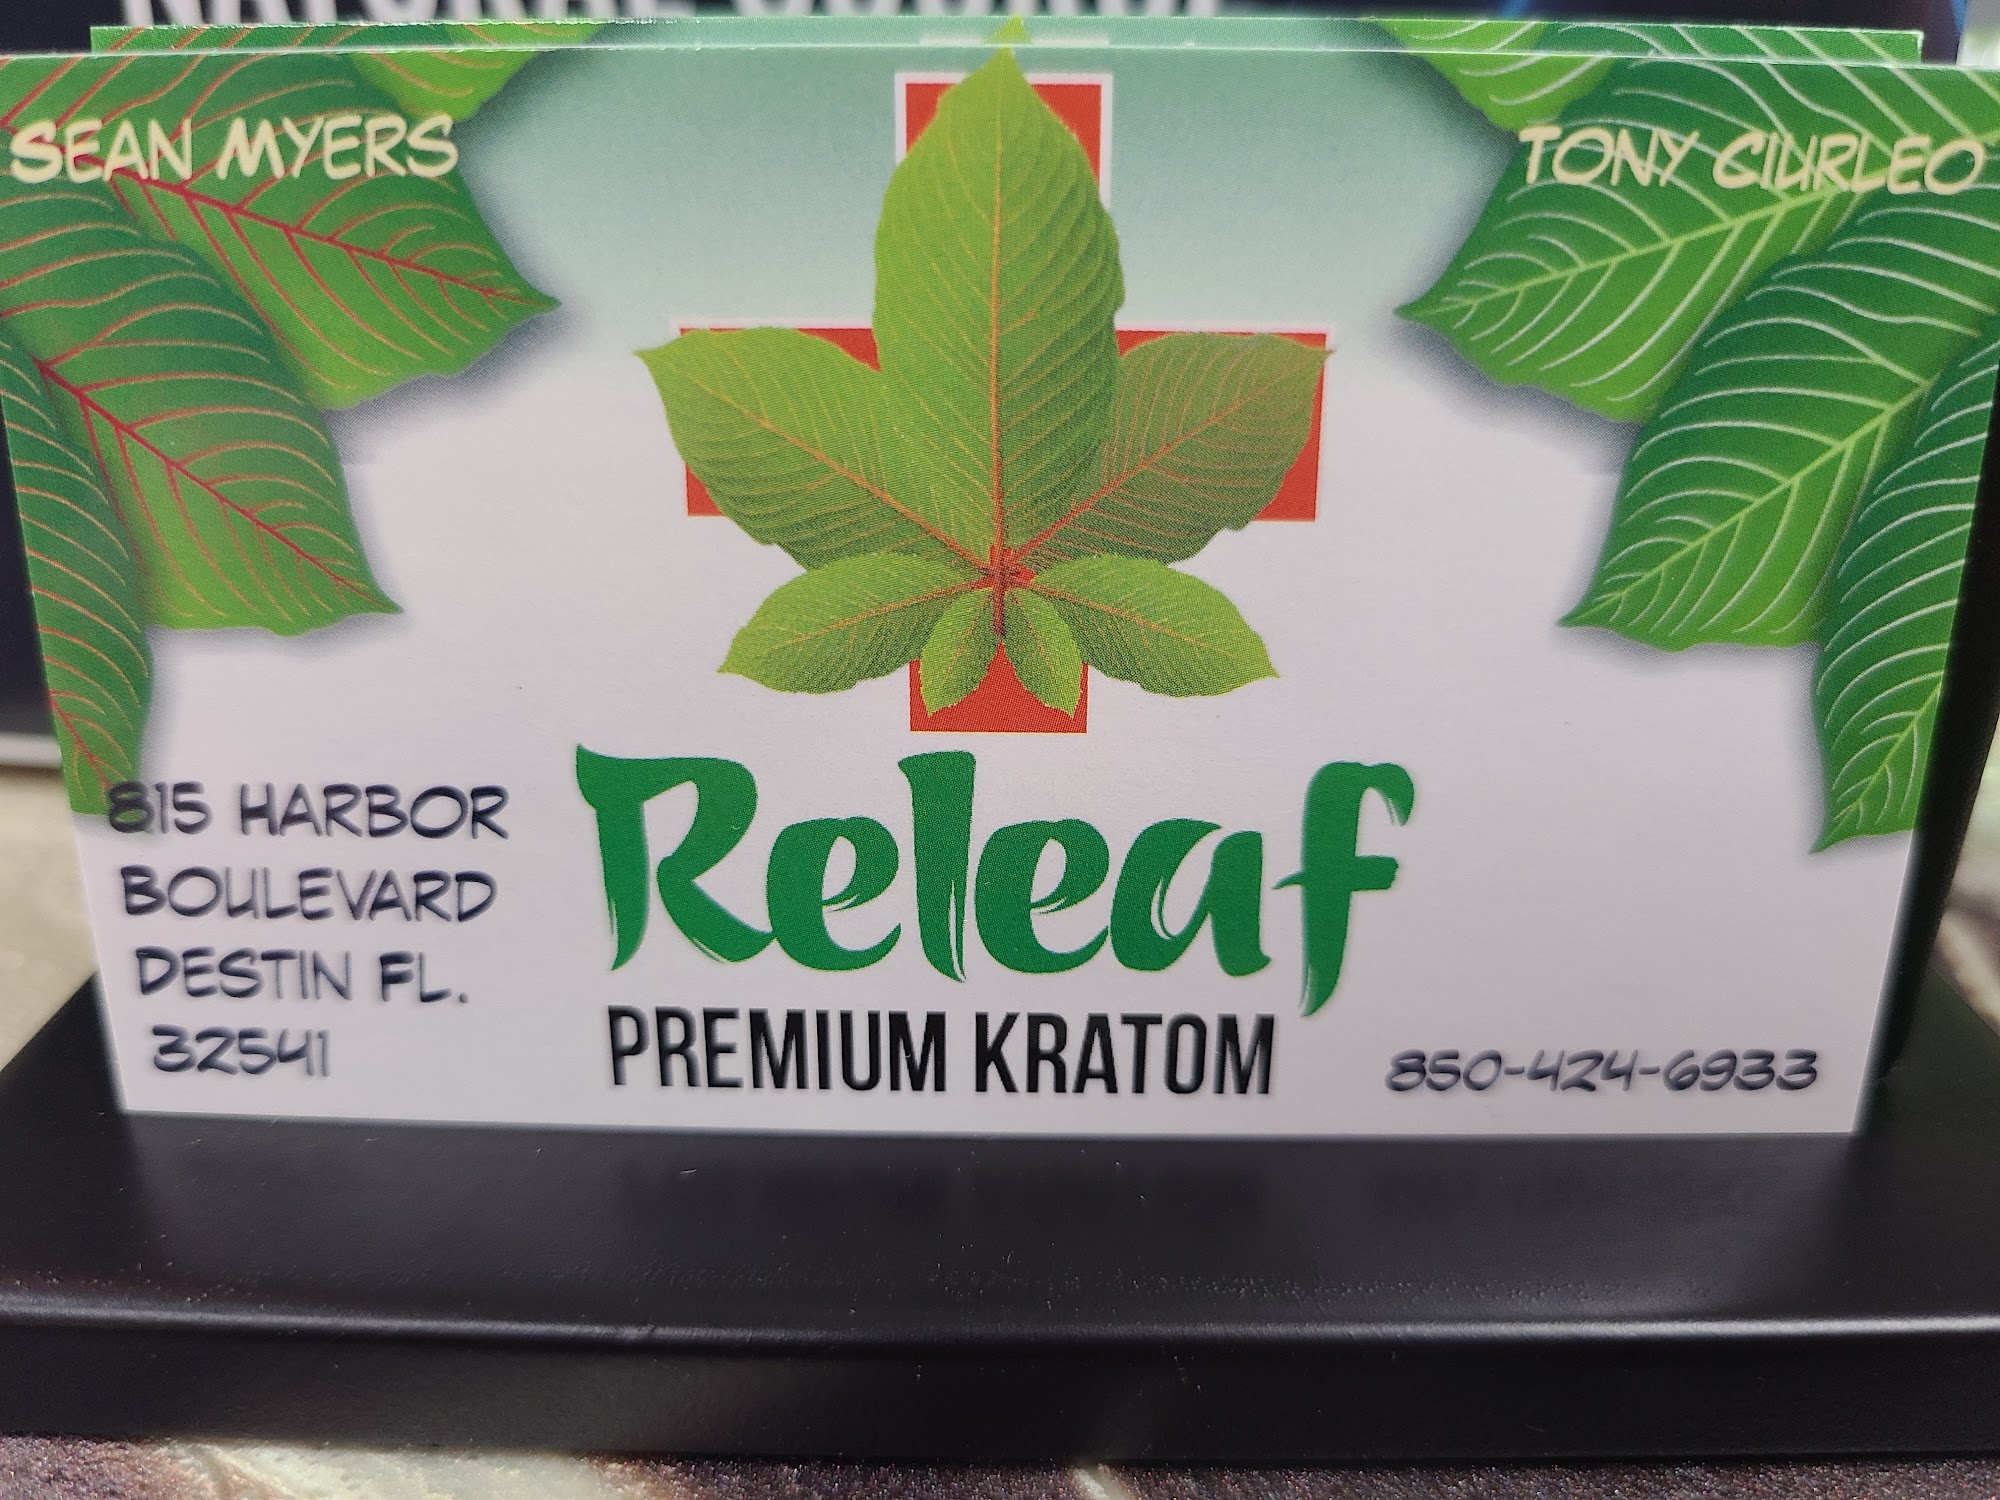 SEAN MYERS
TONY CIURLEO
815 HARBOR
BOULEVARD
DESTIN FL.
32541
Releaf
PREMIUM KRATOM
850-424-6933